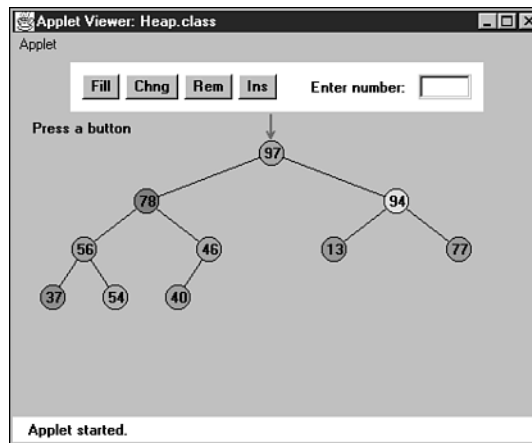 Applet Viewer: Heap.class
Applet
Fill Chng Rem Ins Enter number:
Press a button
97
78 94
56 46 13 77
37 54 40
Applet started.